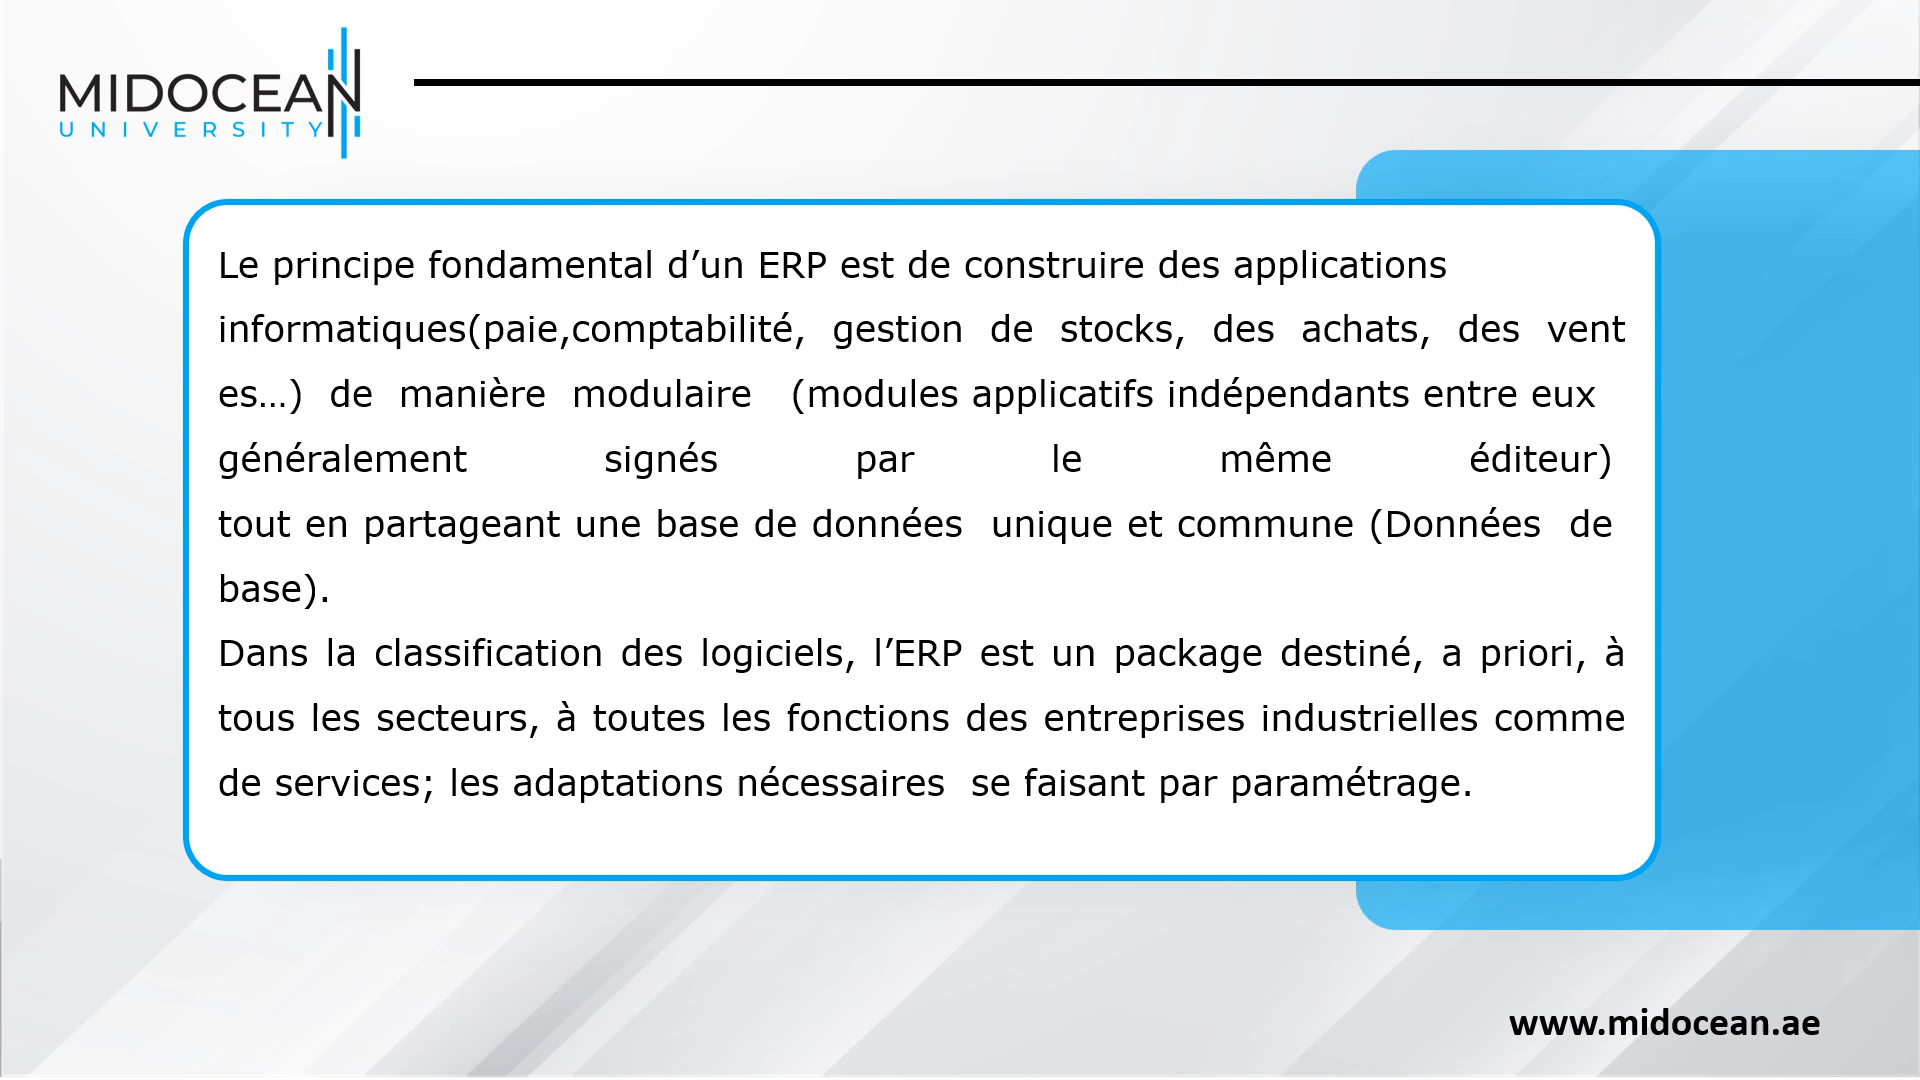 MIDOCEAN
UNIVERSITY
Le principe fondamental d’un ERP est de construire des applications
informatiques(paie,comptabilité, gestion de stocks, des achats, des vent
es…) de manière modulaire (modules applicatifs indépendants entre eux
généralement signés par le même éditeur)
tout en partageant une base de données unique et commune (Données de
base).
Dans la classification des logiciels, l’ERP est un package destiné, a priori, à
tous les secteurs, à toutes les fonctions des entreprises industrielles comme
de services; les adaptations nécessaires se faisant par paramétrage.
www.midocean.ae